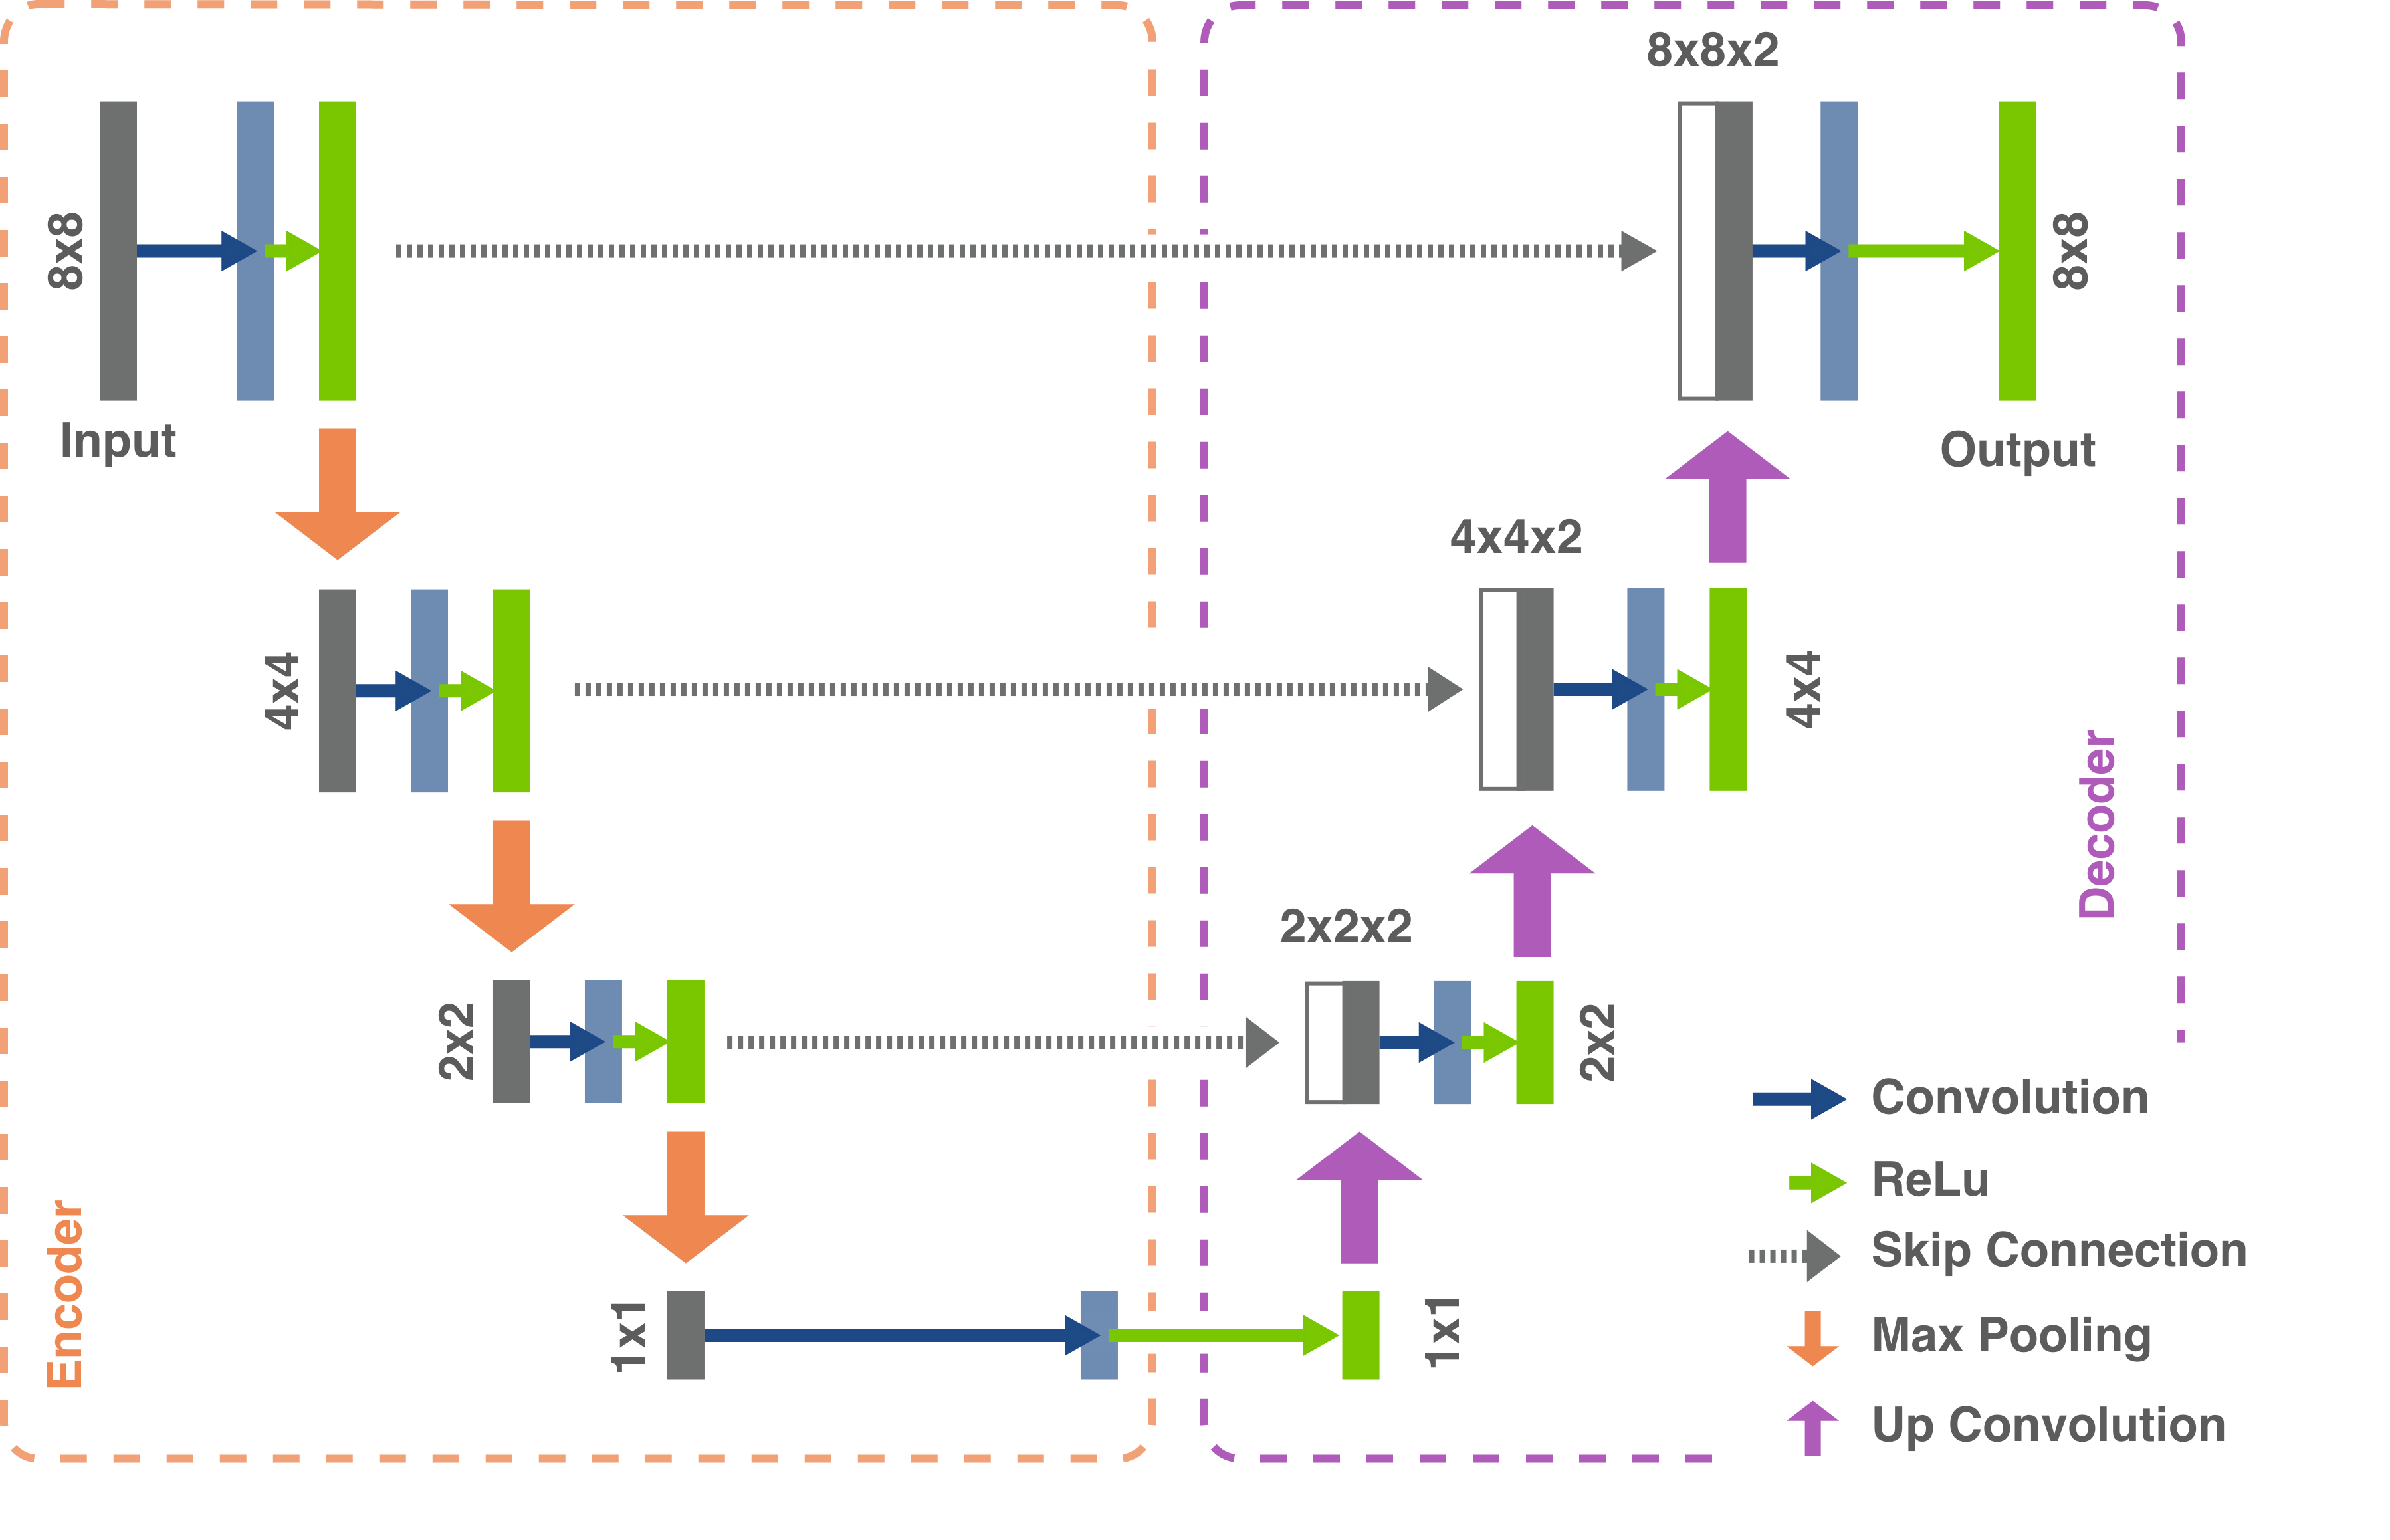 8x8
Input
4x4
2x2
1x1
Encoder
8x8x2
8x8
Output
4x4x2
4x4
2x2x2
2x2
1x1
Decoder
Convolution
ReLu
Skip Connection
Max Pooling
Up Convolution